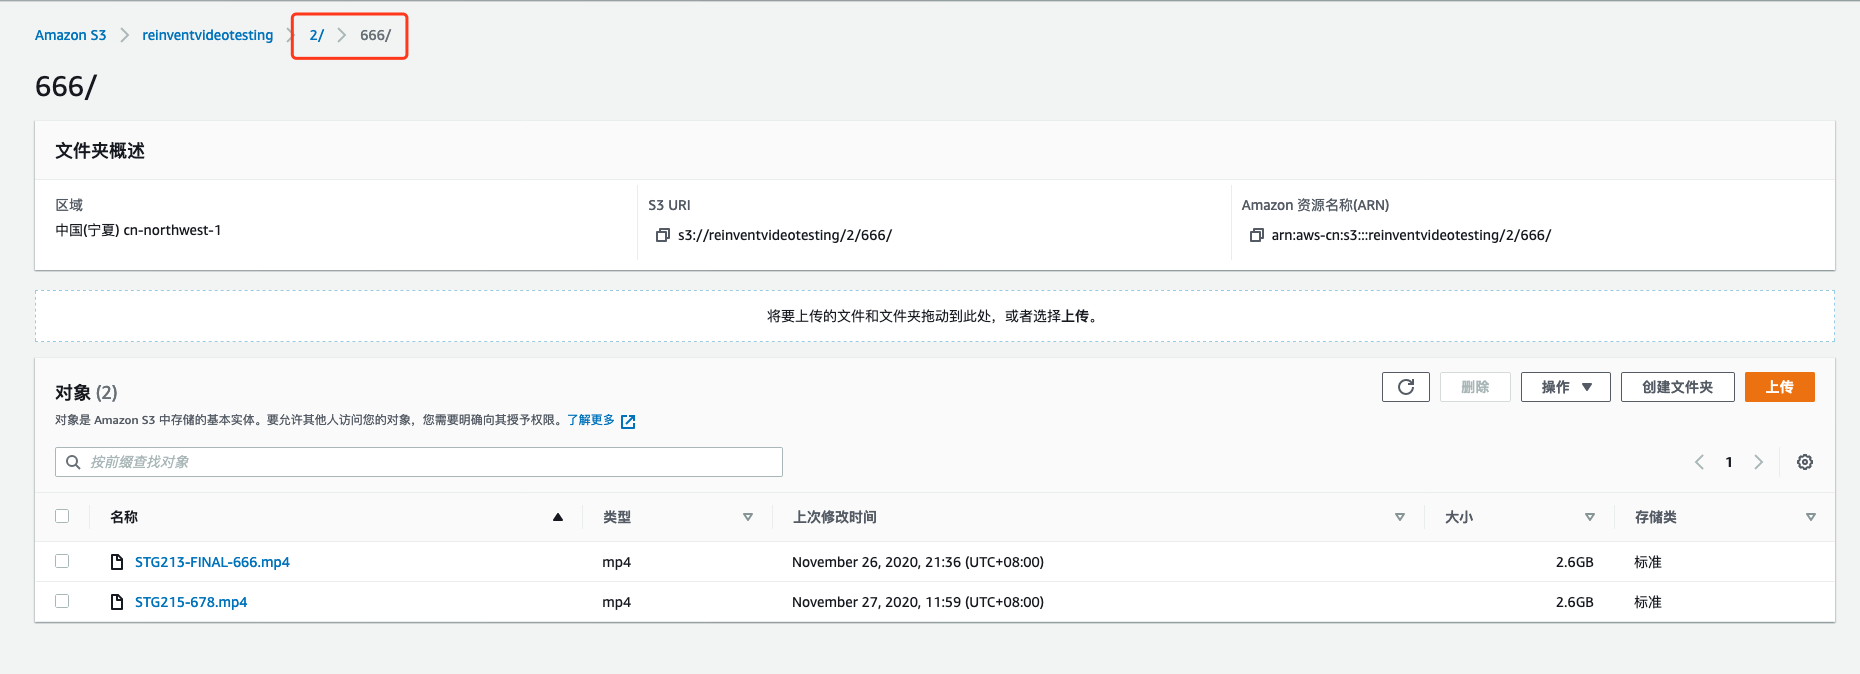 Amazon S3 > reinventvideotesting > 2/ > 666/
666/
文件夹概述
区域 S3 URI Amazon 资源名称(ARN)
中国(宁夏) cn-northwest-1 s3://reinventvideotesting/2/666/ arn:aws-cn:s3:::reinventvideotesting/2/666/
将要上传的文件和文件夹拖动到此处，或者选择上传。
对象 (2) 删除 操作 创建文件夹 上传
对象是 Amazon S3 中存储的基本实体。要允许其他人访问您的对象，您需要明确向其授予权限。了解更多
按前缀查找对象 1
名称 类型 上次修改时间 大小 存储类
STG213-FINAL-666.mp4 mp4 November 26, 2020, 21:36 (UTC+08:00) 2.6GB 标准
STG215-678.mp4 mp4 November 27, 2020, 11:59 (UTC+08:00) 2.6GB 标准